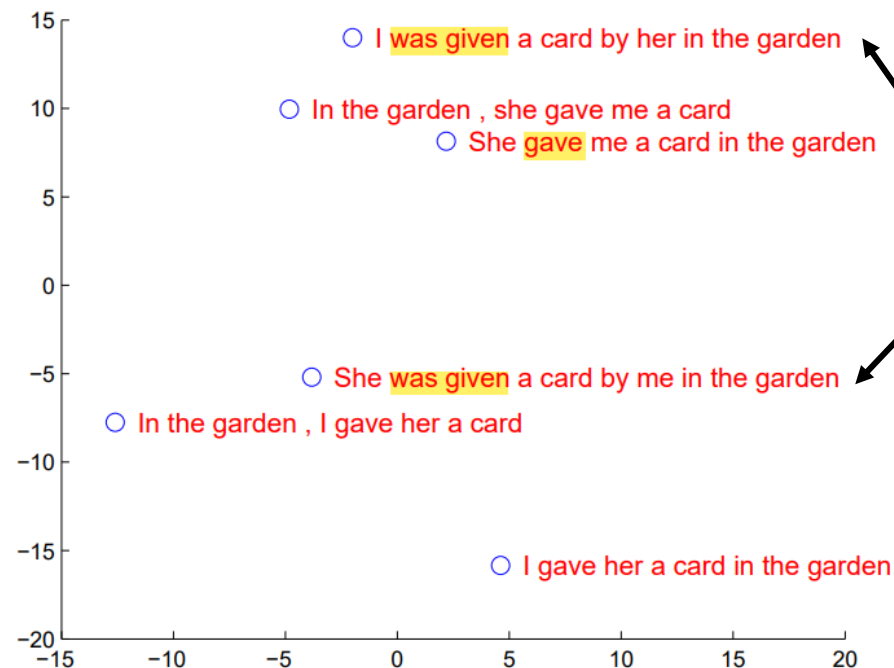 15
I was given a card by her in the garden
10
In the garden , she gave me a card
She gave me a card in the garden
5
0
−5
She was given a card by me in the garden
In the garden , I gave her a card
−10
−15
I gave her a card in the garden
−20
−15 −10 −5 0 5 10 15 20